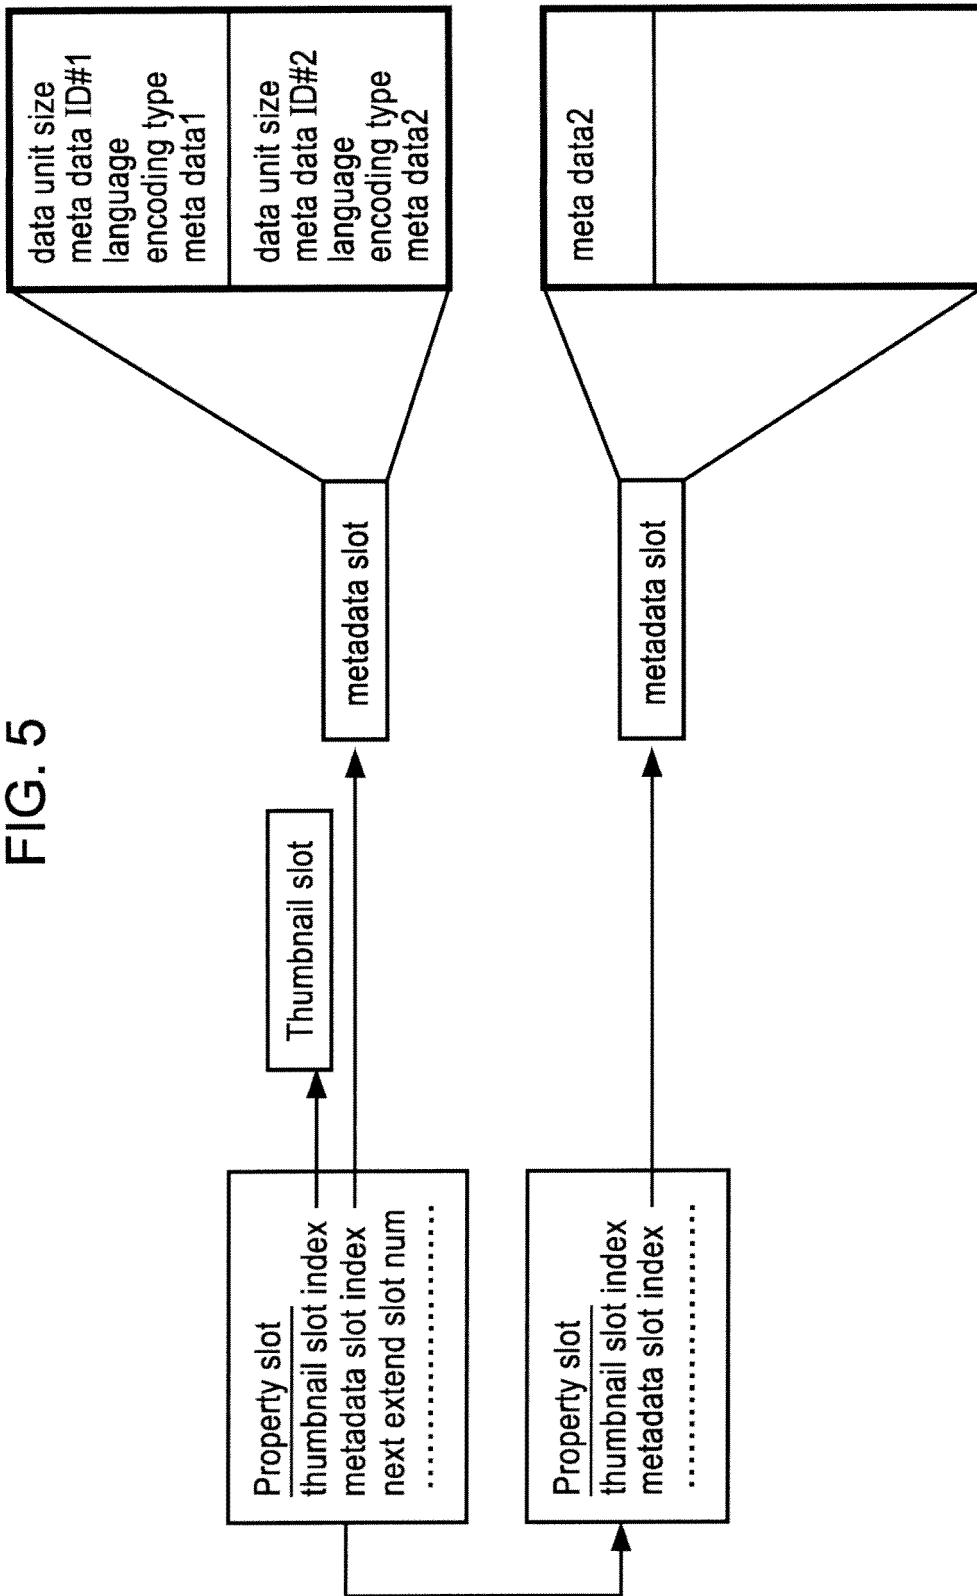 FIG. 5
Property slot
thumbnail slot index
metadata slot index
next extend slot num
..................
Thumbnail slot
metadata slot
data unit size
meta data ID#1
language
encoding type
meta data1
data unit size
meta data ID#2
language
encoding type
meta data2
Property slot
thumbnail slot index
metadata slot index
..................
metadata slot
meta data2